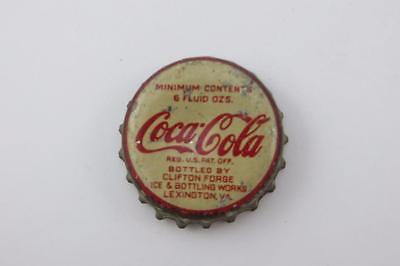 MINIMUM CONTENTS
6 FLUID OZS.
Coca-Cola
REG. U.S. PAT. OFF.
BOTTLED BY
CLIFTON FORGE
ICE & BOTTLING WORKS
LEXINGTON, VA.